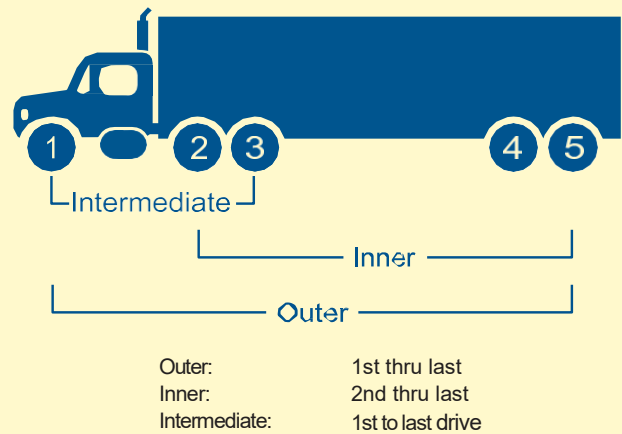 1 2 3 4 5
Intermediate
Inner
Outer
Outer: 1st thru last
Inner: 2nd thru last
Intermediate: 1st to last drive